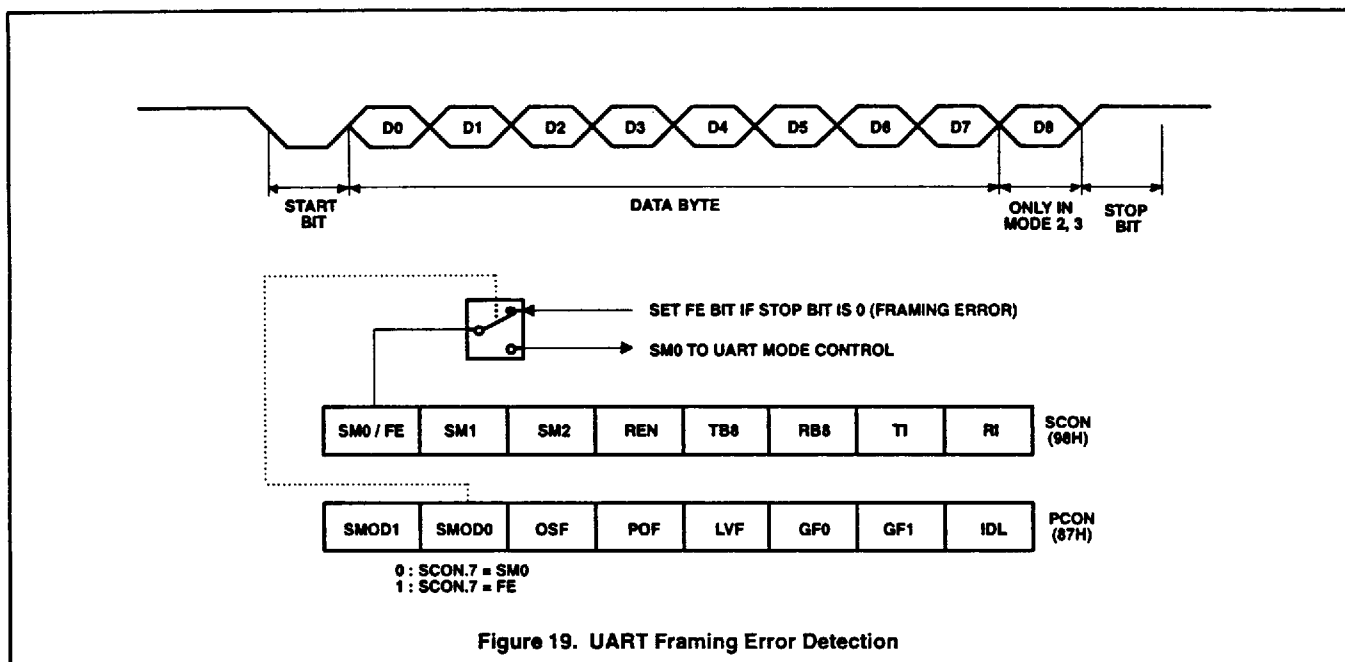 D0 D1 D2 D3 D4 D5 D6 D7 D8
START BIT
DATA BYTE
ONLY IN MODE 2, 3
STOP BIT
SET FE BIT IF STOP BIT IS 0 (FRAMING ERROR)
SM0 TO UART MODE CONTROL
SM0 / FE SM1 SM2 REN TB8 RB8 TI RI
SCON (98H)
SMOD1 SMOD0 OSF POF LVF GF0 GF1 IDL
PCON (87H)
0 : SCON.7 = SM0
1 : SCON.7 = FE
Figure 19. UART Framing Error Detection